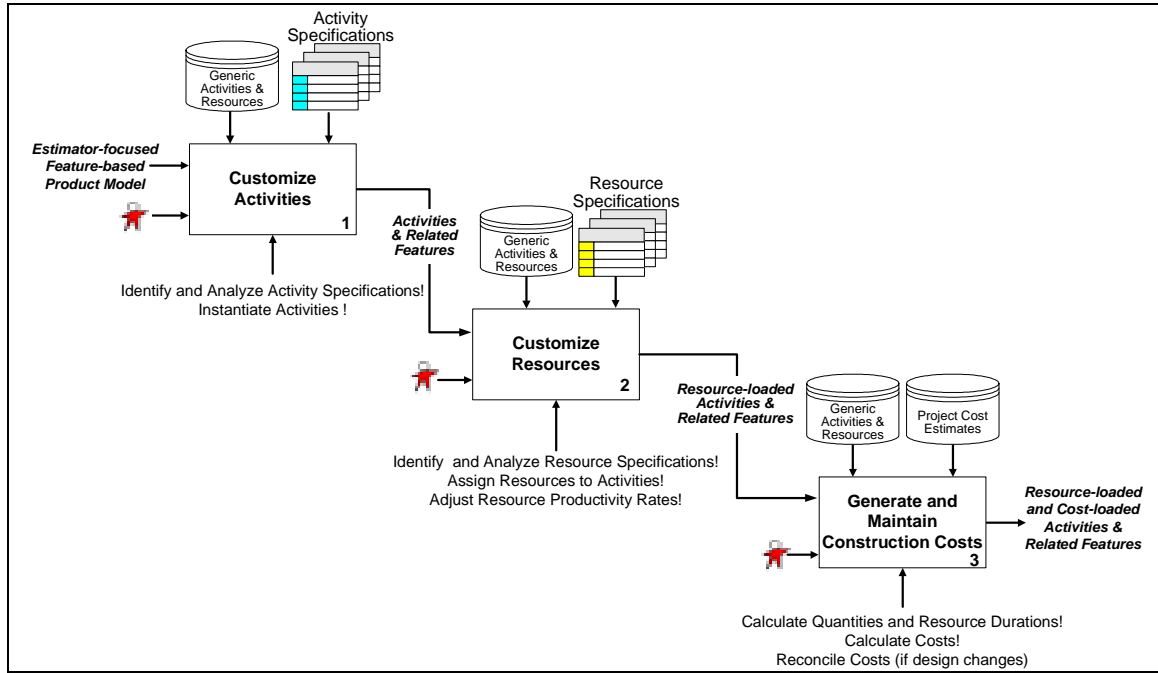 Activity
Specifications
Generic
Activities &
Resources
Estimator-focused
Feature-based
Product Model
Customize
Activities
1
Activities
& Related
Features
Identify and Analyze Activity Specifications!
Instantiate Activities !
Resource
Specifications
Generic
Activities &
Resources
Customize
Resources
2
Resource-loaded
Activities &
Related Features
Identify  and Analyze Resource Specifications!
Assign Resources to Activities!
Adjust Resource Productivity Rates!
Generic
Activities &
Resources
Project Cost
Estimates
Generate and
Maintain
Construction Costs
3
Resource-loaded
and Cost-loaded
Activities &
Related Features
Calculate Quantities and Resource Durations!
Calculate Costs!
Reconcile Costs (if design changes)